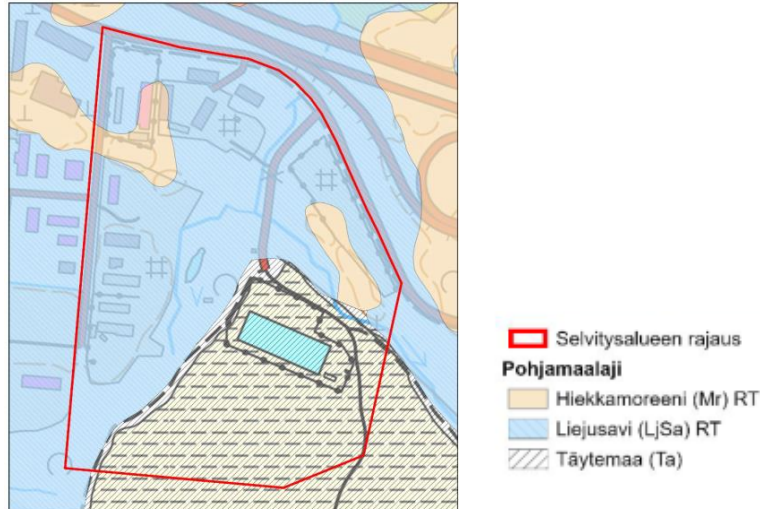 Selvitysalueen rajaus
Pohjamaalaji
Hiekkamoreeni (Mr) RT
Liejusavi (LjSa) RT
Täytemaa (Ta)